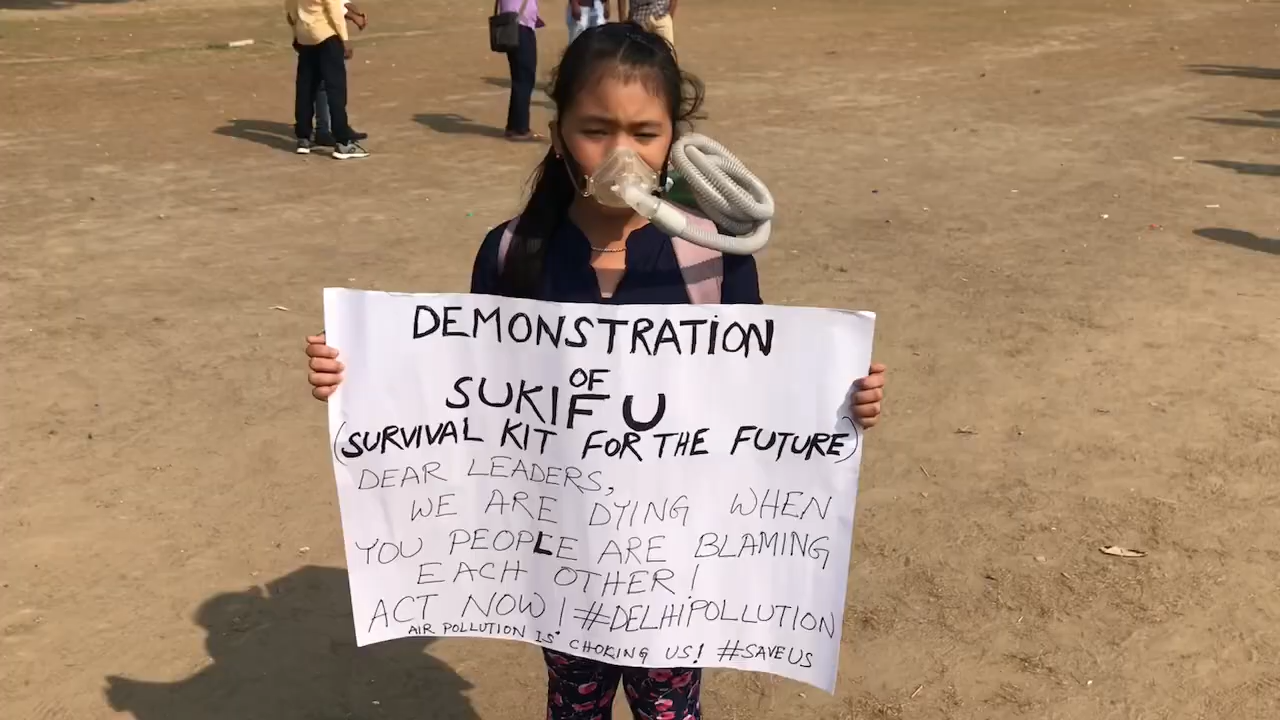 DEMONSTRATION
OF
SUKIFU
(SURVIVAL KIT FOR THE FUTURE)
DEAR LEADERS,
WE ARE DYING WHEN
YOU PEOPLE ARE BLAMING
EACH OTHER!
ACT NOW! #DELHIPOLLUTION
AIR POLLUTION IS CHOKING US! #SAVEUS